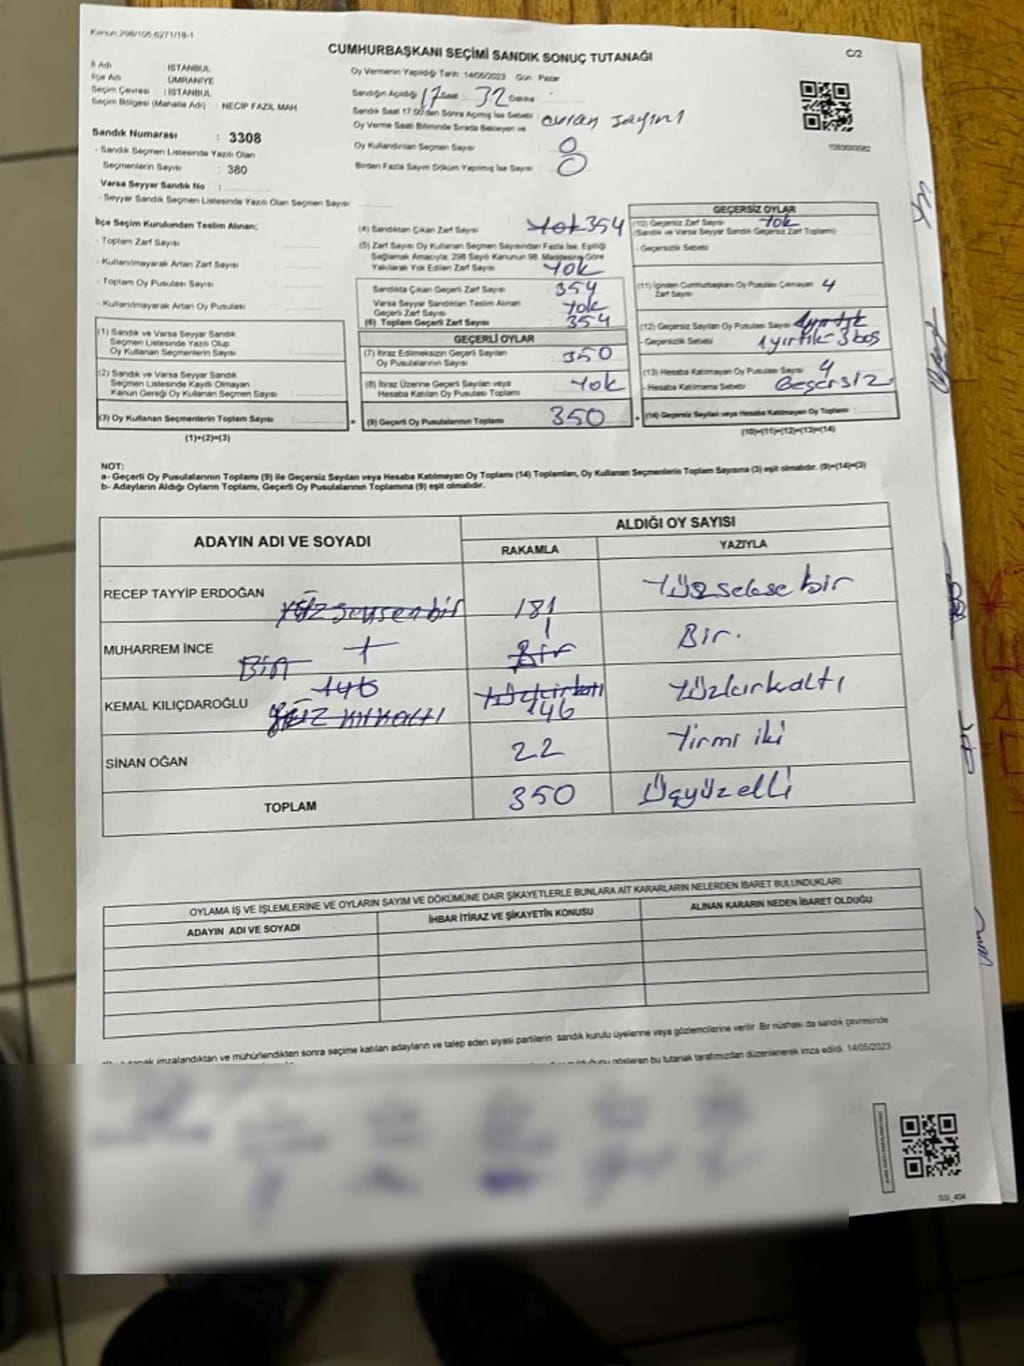 Kanun:298/105,6271/18-1
CUMHURBAŞKANI SEÇİMİ SANDIK SONUÇ TUTANAĞI
C/2
İl Adı İSTANBUL
İlçe Adı ÜMRANİYE
Seçim Çevresi : İSTANBUL
Seçim Bölgesi (Mahalle Adı) : NECİP FAZIL MAH.
Sandık Numarası : 3308
- Sandık Seçmen Listesinde Yazılı Olan
Seçmenlerin Sayısı : 380
Varsa Seyyar Sandık No :
- Seyyar Sandık Seçmen Listesinde Yazılı Olan Seçmen Sayısı
Oy Vermenin Yapıldığı Tarih: 14/05/2023 Gün : Pazar
Sandığın Açıldığı 17 Saat : 32 Dakika
Sandık Saat 17.00'den Sonra Açılmış İse Sebebi
Oy Verme Saati Bitiminde Sırada Bekleyen ve
Oy Kullandırılan Seçmen Sayısı
Birden Fazla Sayım Döküm Yapılmış İse Sayısı
İlçe Seçim Kurulundan Teslim Alınan;
- Toplam Zarf Sayısı
- Kullanılmayarak Artan Zarf Sayısı
- Toplam Oy Pusulası Sayısı
- Kullanılmayarak Artan Oy Pusulası
(1) Sandık ve Varsa Seyyar Sandık
Seçmen Listesinde Yazılı Olup
Oy Kullanan Seçmenlerin Sayısı
(2) Sandık ve Varsa Seyyar Sandık
Seçmen Listesinde Kayıtlı Olmayan
Kanun Gereği Oy Kullanan Seçmen Sayısı
(3) Oy Kullanan Seçmenlerin Toplam Sayısı
(1)+(2)=(3)
(4) Sandıktan Çıkan Zarf Sayısı Yok 354
(5) Zarf Sayısı Oy Kullanan Seçmen Sayısından Fazla İse, Eşitliği
Sağlamak Amacıyla, 298 Sayılı Kanunun 98. Maddesine Göre
Yakılarak Yok Edilen Zarf Sayısı Yok
Sandıkta Çıkan Geçerli Zarf Sayısı 354
Varsa Seyyar Sandıktan Teslim Alınan
Geçerli Zarf Sayısı Yok
(6) Toplam Geçerli Zarf Sayısı 354
GEÇERLİ OYLAR
(7) İtiraz Edilmeksizin Geçerli Sayılan
Oy Pusulalarının Sayısı 350
(8) İtiraz Üzerine Geçerli Sayılan veya
Hesaba Katılan Oy Pusulası Toplamı Yok
(9) Geçerli Oy Pusulalarının Toplamı 350
GEÇERSİZ OYLAR
(10) Geçersiz Zarf Sayısı Yok
(Sandık ve Varsa Seyyar Sandık Geçersiz Zarf Toplamı)
- Geçersizlik Sebebi
(11) İçinden Cumhurbaşkanı Oy Pusulası Çıkmayan 4
Zarf Sayısı
(12) Geçersiz Sayılan Oy Pusulası Sayısı
- Geçersizlik Sebebi 1 yırtık - 3 boş
(13) Hesaba Katılmayan Oy Pusulası Sayısı 4
- Hesaba Katılmama Sebebi Geçersiz
(14) Geçersiz Sayılan veya Hesaba Katılmayan Oy Toplamı
(10)+(11)+(12)+(13)=(14)
NOT:
a- Geçerli Oy Pusulalarının Toplamı (9) ile Geçersiz Sayılan veya Hesaba Katılmayan Oy Toplamı (14) Toplamları, Oy Kullanan Seçmenlerin Toplam Sayısına (3) eşit olmalıdır. (9)+(14)=(3)
b- Adayların Aldığı Oyların Toplamı, Geçerli Oy Pusulalarının Toplamına (9) eşit olmalıdır.
ADAYIN ADI VE SOYADI ALDIĞI OY SAYISI
RAKAMLA YAZIYLA
RECEP TAYYİP ERDOĞAN yüz seksen bir 181 Yüzseksebir
MUHARREM İNCE Bir 1 Bir Bir.
KEMAL KILIÇDAROĞLU 146 yüz kırkaltı Yüzkırkaltı 146 Yüzkırkaltı
SİNAN OĞAN 22 Yirmi iki
TOPLAM 350 Üçyüzelli
OYLAMA İŞ VE İŞLEMLERİNE VE OYLARIN SAYIM VE DÖKÜMÜNE DAİR ŞİKAYETLERLE BUNLARA AİT KARARLARIN NELERDEN İBARET BULUNDUKLARI
ADAYIN ADI VE SOYADI İHBAR İTİRAZ VE ŞİKAYETİN KONUSU ALINAN KARARIN NEDEN İBARET OLDUĞU
tutanak imzalandıktan ve mühürlendikten sonra seçime katılan adayların ve talep eden siyasi partilerin sandık kurulu üyelerine veya gözlemcilerine verilir. Bir nüshası da sandık çevresinde
gösteren bu tutanak tarafımızdan düzenlenerek imza edildi. 14/05/2023